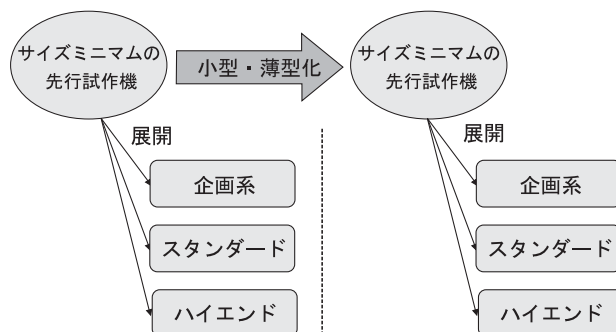 サイズミニマムの
先行試作機
小型・薄型化
サイズミニマムの
先行試作機
展開
企画系
スタンダード
ハイエンド
展開
企画系
スタンダード
ハイエンド